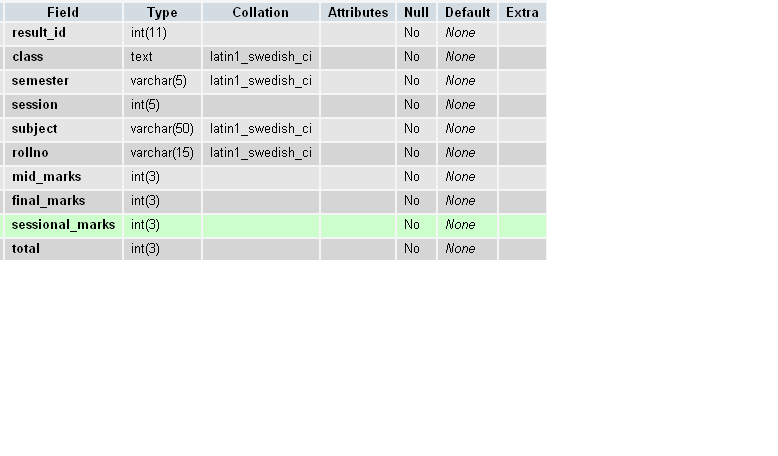 Field Type Collation Attributes Null Default Extra
result_id int(11) No None
class text latin1_swedish_ci No None
semester varchar(5) latin1_swedish_ci No None
session int(5) No None
subject varchar(50) latin1_swedish_ci No None
rollno varchar(15) latin1_swedish_ci No None
mid_marks int(3) No None
final_marks int(3) No None
sessional_marks int(3) No None
total int(3) No None